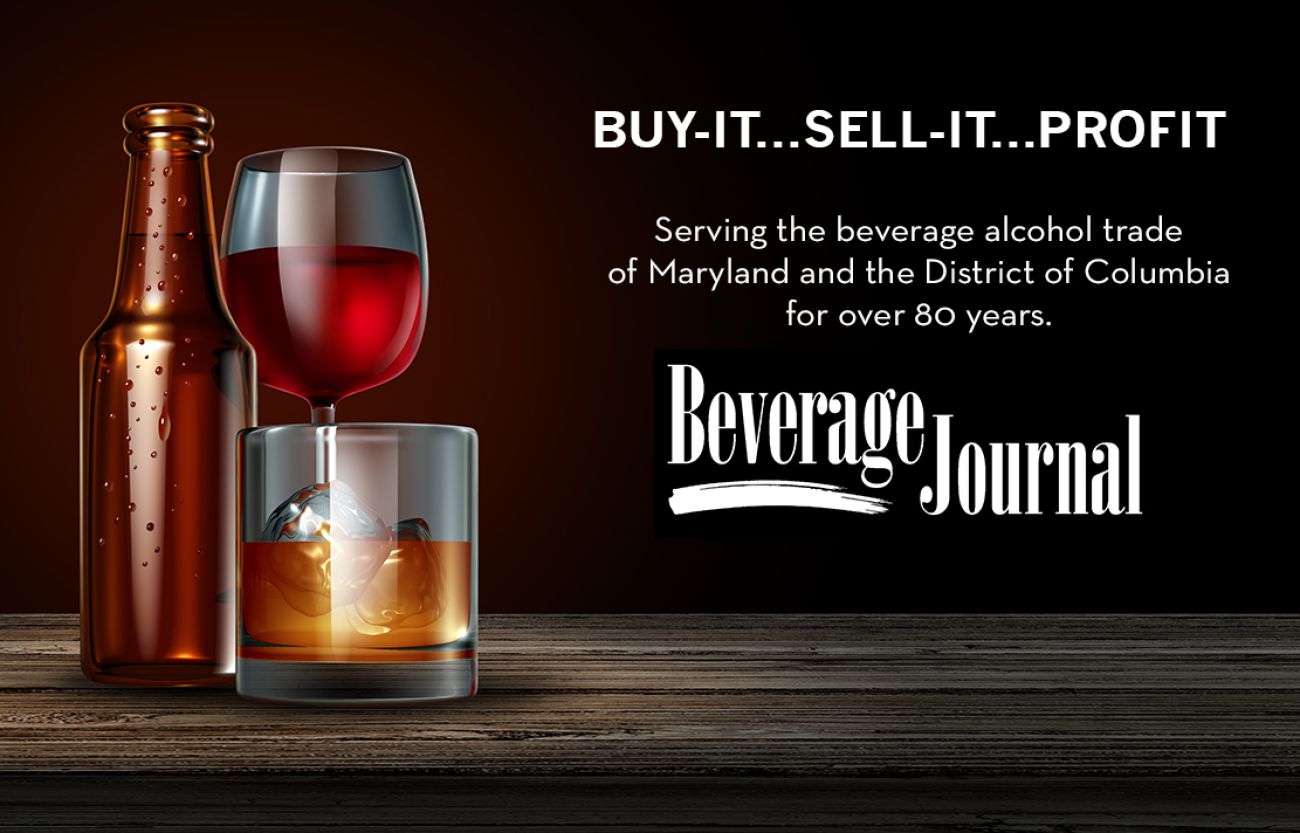 BUY-IT...SELL-IT...PROFIT
Serving the beverage alcohol trade
of Maryland and the District of Columbia
for over 80 years.
Beverage Journal